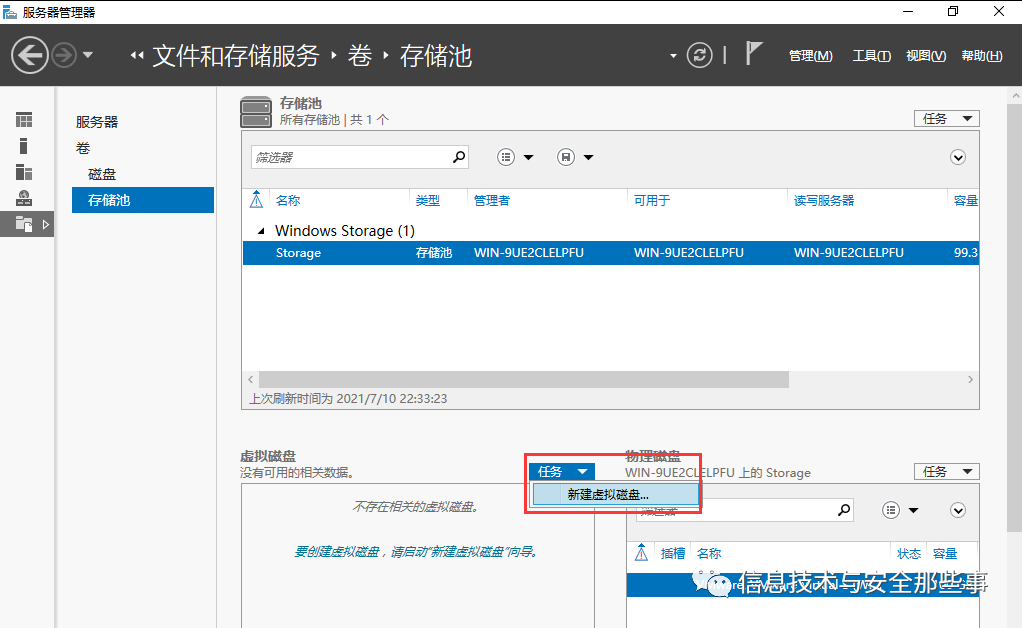 服务器管理器
文件和存储服务 卷 存储池
管理(M) 工具(T) 视图(V) 帮助(H)
服务器
卷
磁盘
存储池
存储池
所有存储池 | 共 1 个
任务
筛选器
名称 类型 管理者 可用于 读写服务器 容量
Windows Storage (1)
Storage 存储池 WIN-9UE2CLELPFU WIN-9UE2CLELPFU WIN-9UE2CLELPFU 99.3
上次刷新时间为 2021/7/10 22:33:23
虚拟磁盘
没有可用的相关数据。
任务
新建虚拟磁盘...
不存在相关的虚拟磁盘。
要创建虚拟磁盘，请启动“新建虚拟磁盘”向导。
物理磁盘
WIN-9UE2CLELPFU 上的 Storage
任务
筛选器
插槽 名称 状态 容量
信息技术与安全那些事